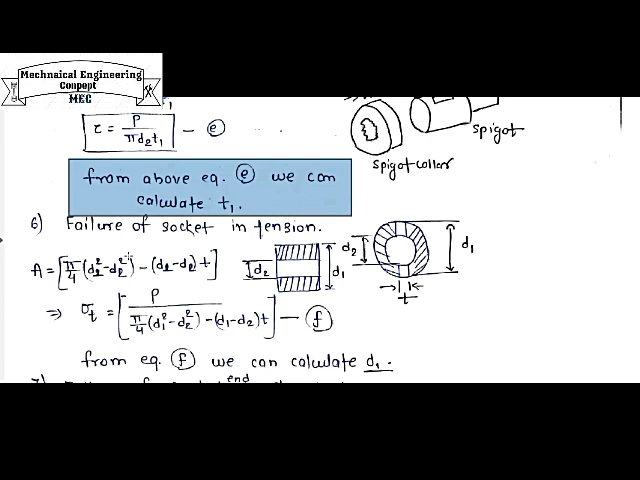 Mechnaical Engineering
Conpept
MEC
τ = P / πd₂t₁ — ⓔ
spigot
spigot collar
from above eq. ⓔ we can
calculate t₁.
6) Failure of socket in tension.
A = [π/4 (d₁² - d₂²) - (d₁ - d₂) t]
d₂
d₁
d₂
d₁
t
⇒ σt = [P / π/4 (d₁² - d₂²) - (d₁ - d₂) t] — ⓕ
from eq. ⓕ we can calculate d₁.
end